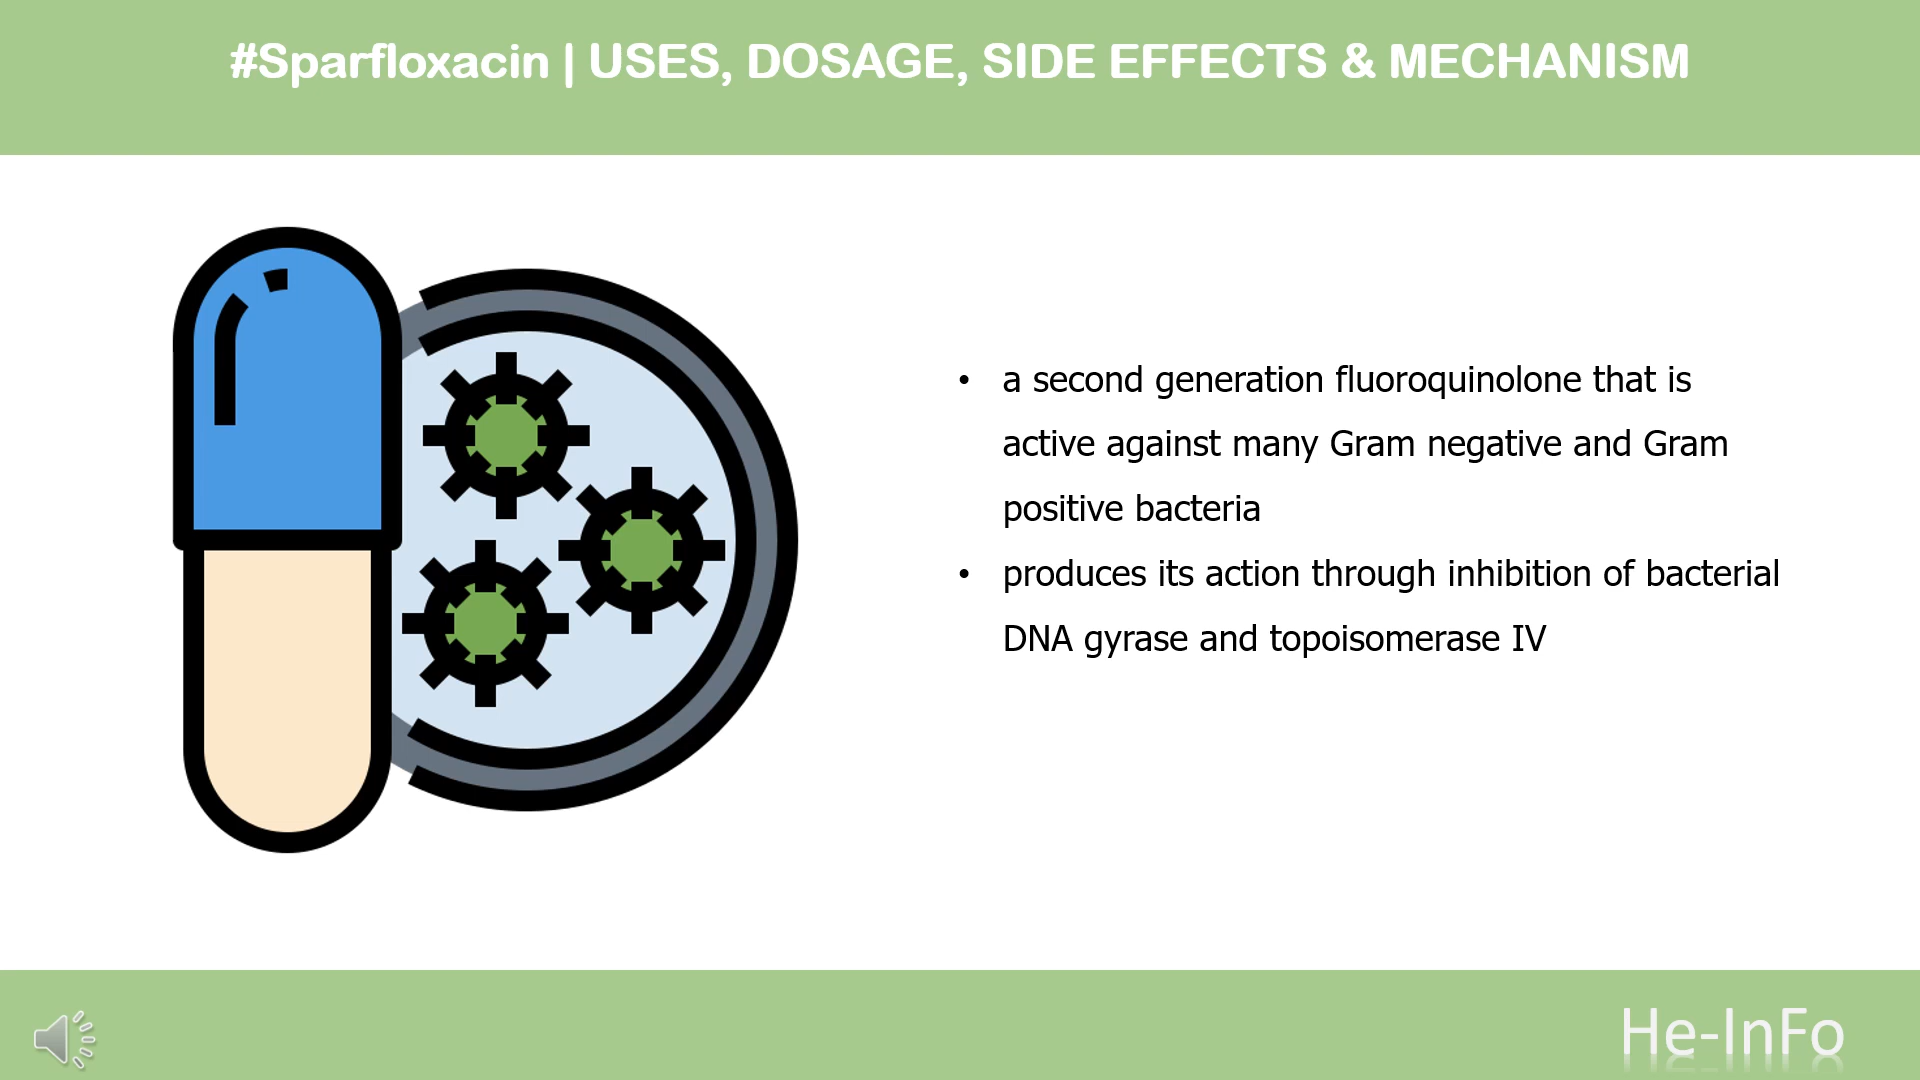 #Sparfloxacin | USES, DOSAGE, SIDE EFFECTS & MECHANISM
• a second generation fluoroquinolone that is
active against many Gram negative and Gram
positive bacteria
• produces its action through inhibition of bacterial
DNA gyrase and topoisomerase IV
He-InFo